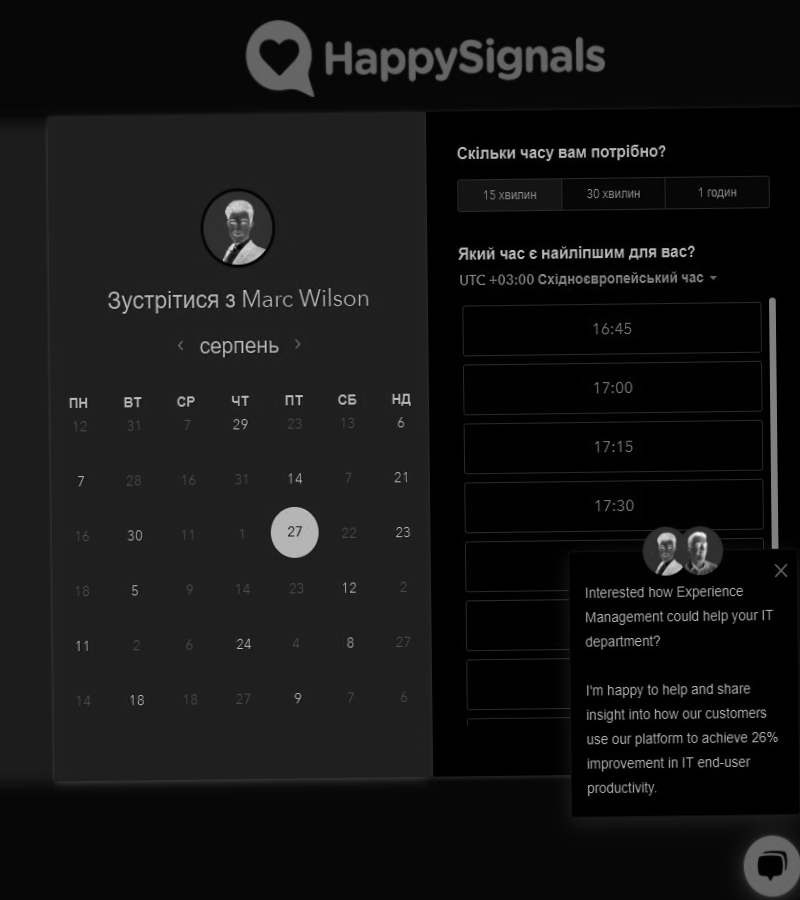 HappySignals
Зустрітися з Marc Wilson
серпень
ПН ВТ СР ЧТ ПТ СБ НД
12 31 7 29 23 13 6
7 28 16 31 14 7 21
16 30 11 1 27 22 23
18 5 9 14 23 12 2
11 2 6 24 4 8 27
14 18 18 27 9 7 6
Скільки часу вам потрібно?
15 хвилин 30 хвилин 1 годин
Який час є найліпшим для вас?
UTC +03:00 Східноєвропейський час
16:45
17:00
17:15
17:30
Interested how Experience
Management could help your IT
department?
I'm happy to help and share
insight into how our customers
use our platform to achieve 26%
improvement in IT end-user
productivity.